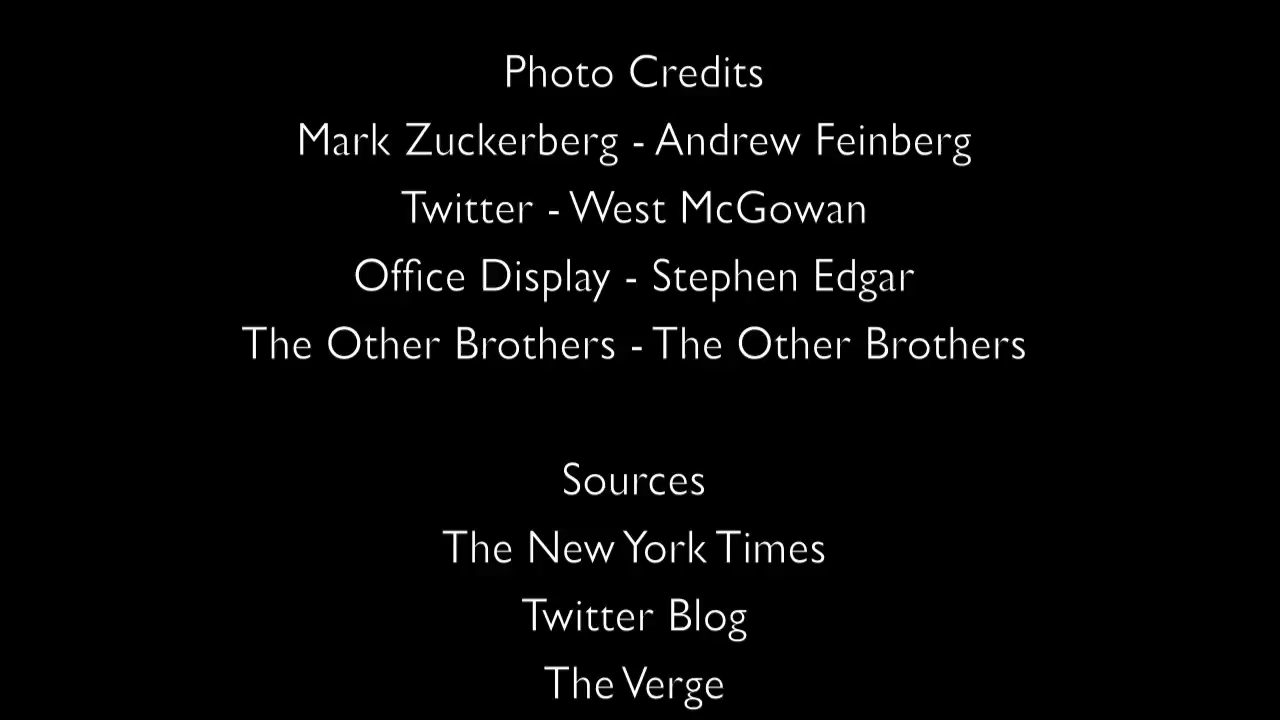 Photo Credits
Mark Zuckerberg - Andrew Feinberg
Twitter - West McGowan
Office Display - Stephen Edgar
The Other Brothers - The Other Brothers
Sources
The New York Times
Twitter Blog
The Verge